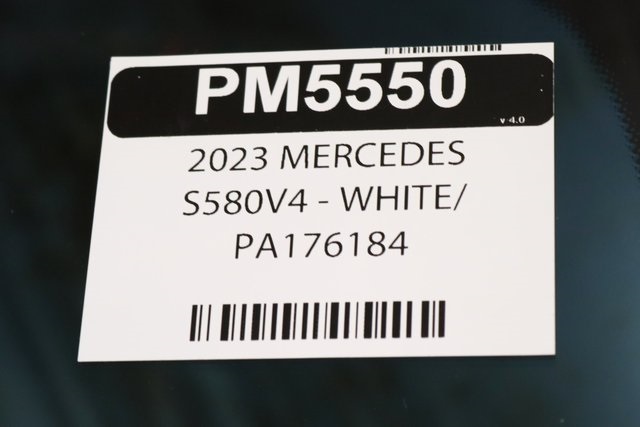 PM5550
v 4.0
2023 MERCEDES
S580V4 - WHITE/
PA176184